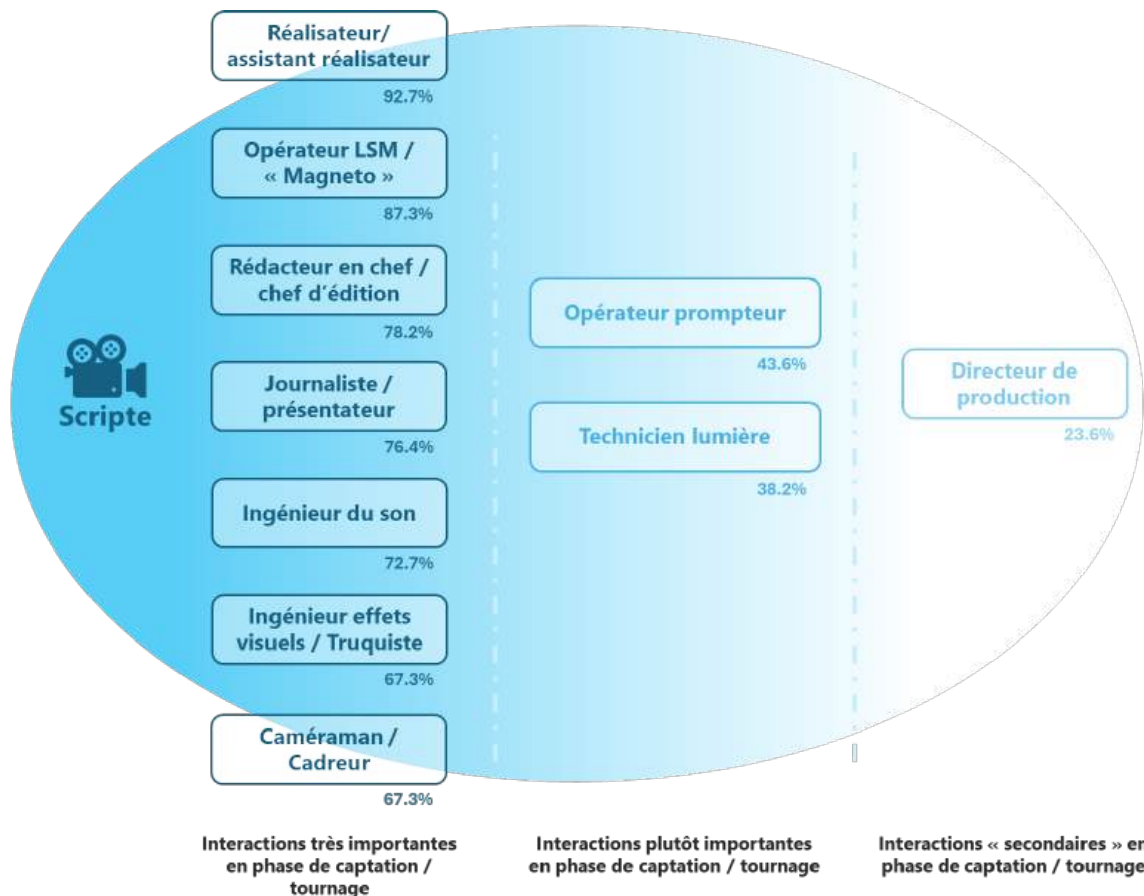 Réalisateur/
assistant réalisateur
92.7%
Opérateur LSM /
« Magneto »
87.3%
Rédacteur en chef /
chef d'édition
78.2%
Scripte
Journaliste /
présentateur
76.4%
Ingénieur du son
72.7%
Ingénieur effets
visuels / Truquiste
67.3%
Caméraman /
Cadreur
67.3%
Opérateur prompteur
43.6%
Technicien lumière
38.2%
Directeur de
production
23.6%
Interactions très importantes
en phase de captation /
tournage
Interactions plutôt importantes
en phase de captation / tournage
Interactions « secondaires » en
phase de captation / tournage